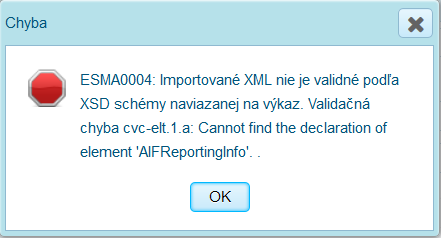 Chyba
ESMA0004: Importované XML nie je validné podľa
XSD schémy naviazanej na výkaz. Validačná
chyba cvc-elt.1.a: Cannot find the declaration of
element 'AIFReportingInfo'. .
OK